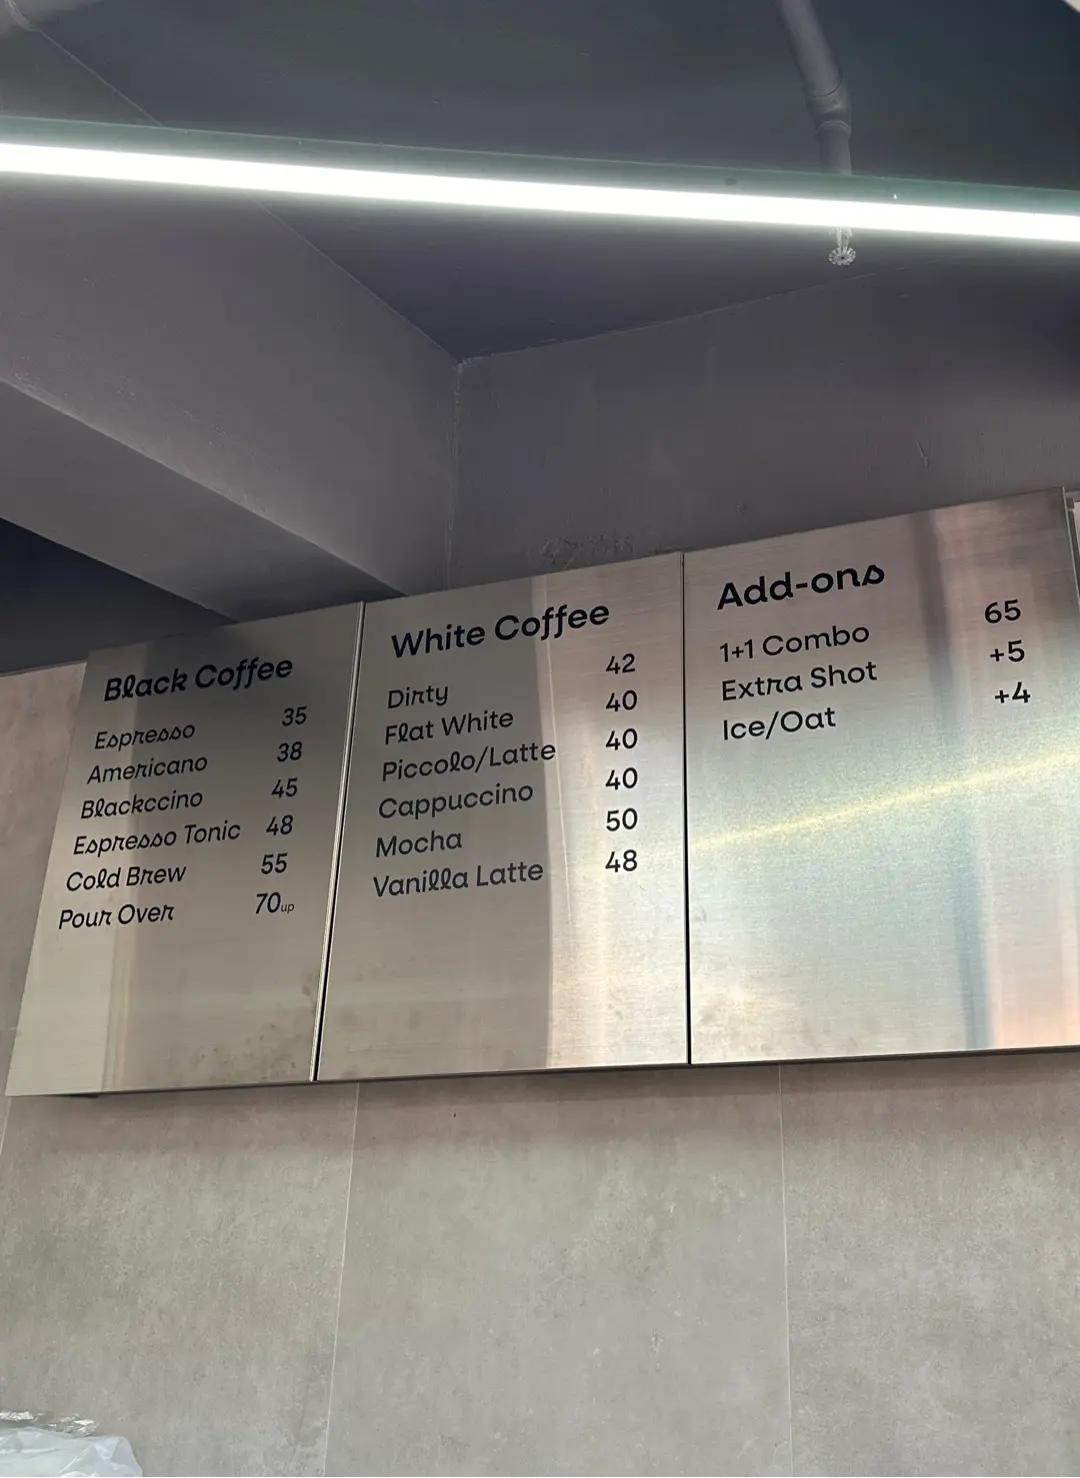 Black Coffee
Espresso 35
Americano 38
Blackccino 45
Espresso Tonic 48
Cold Brew 55
Pour Over 70up
White Coffee
Dirty 42
Flat White 40
Piccolo/Latte 40
Cappuccino 40
Mocha 50
Vanilla Latte 48
Add-ons
1+1 Combo 65
Extra Shot +5
Ice/Oat +4